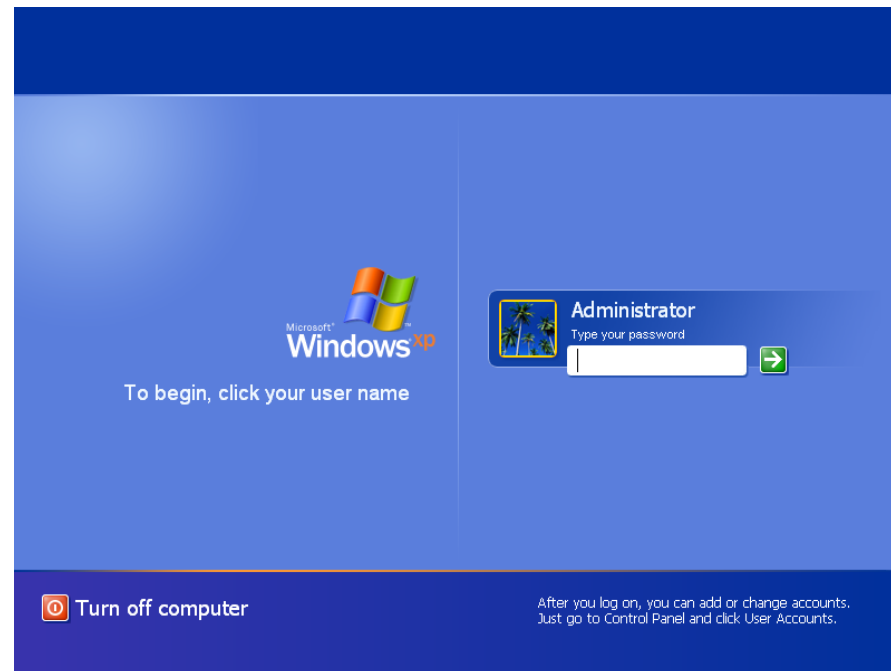 Microsoft®
Windows xp™
To begin, click your user name
Administrator
Type your password
Turn off computer
After you log on, you can add or change accounts.
Just go to Control Panel and click User Accounts.